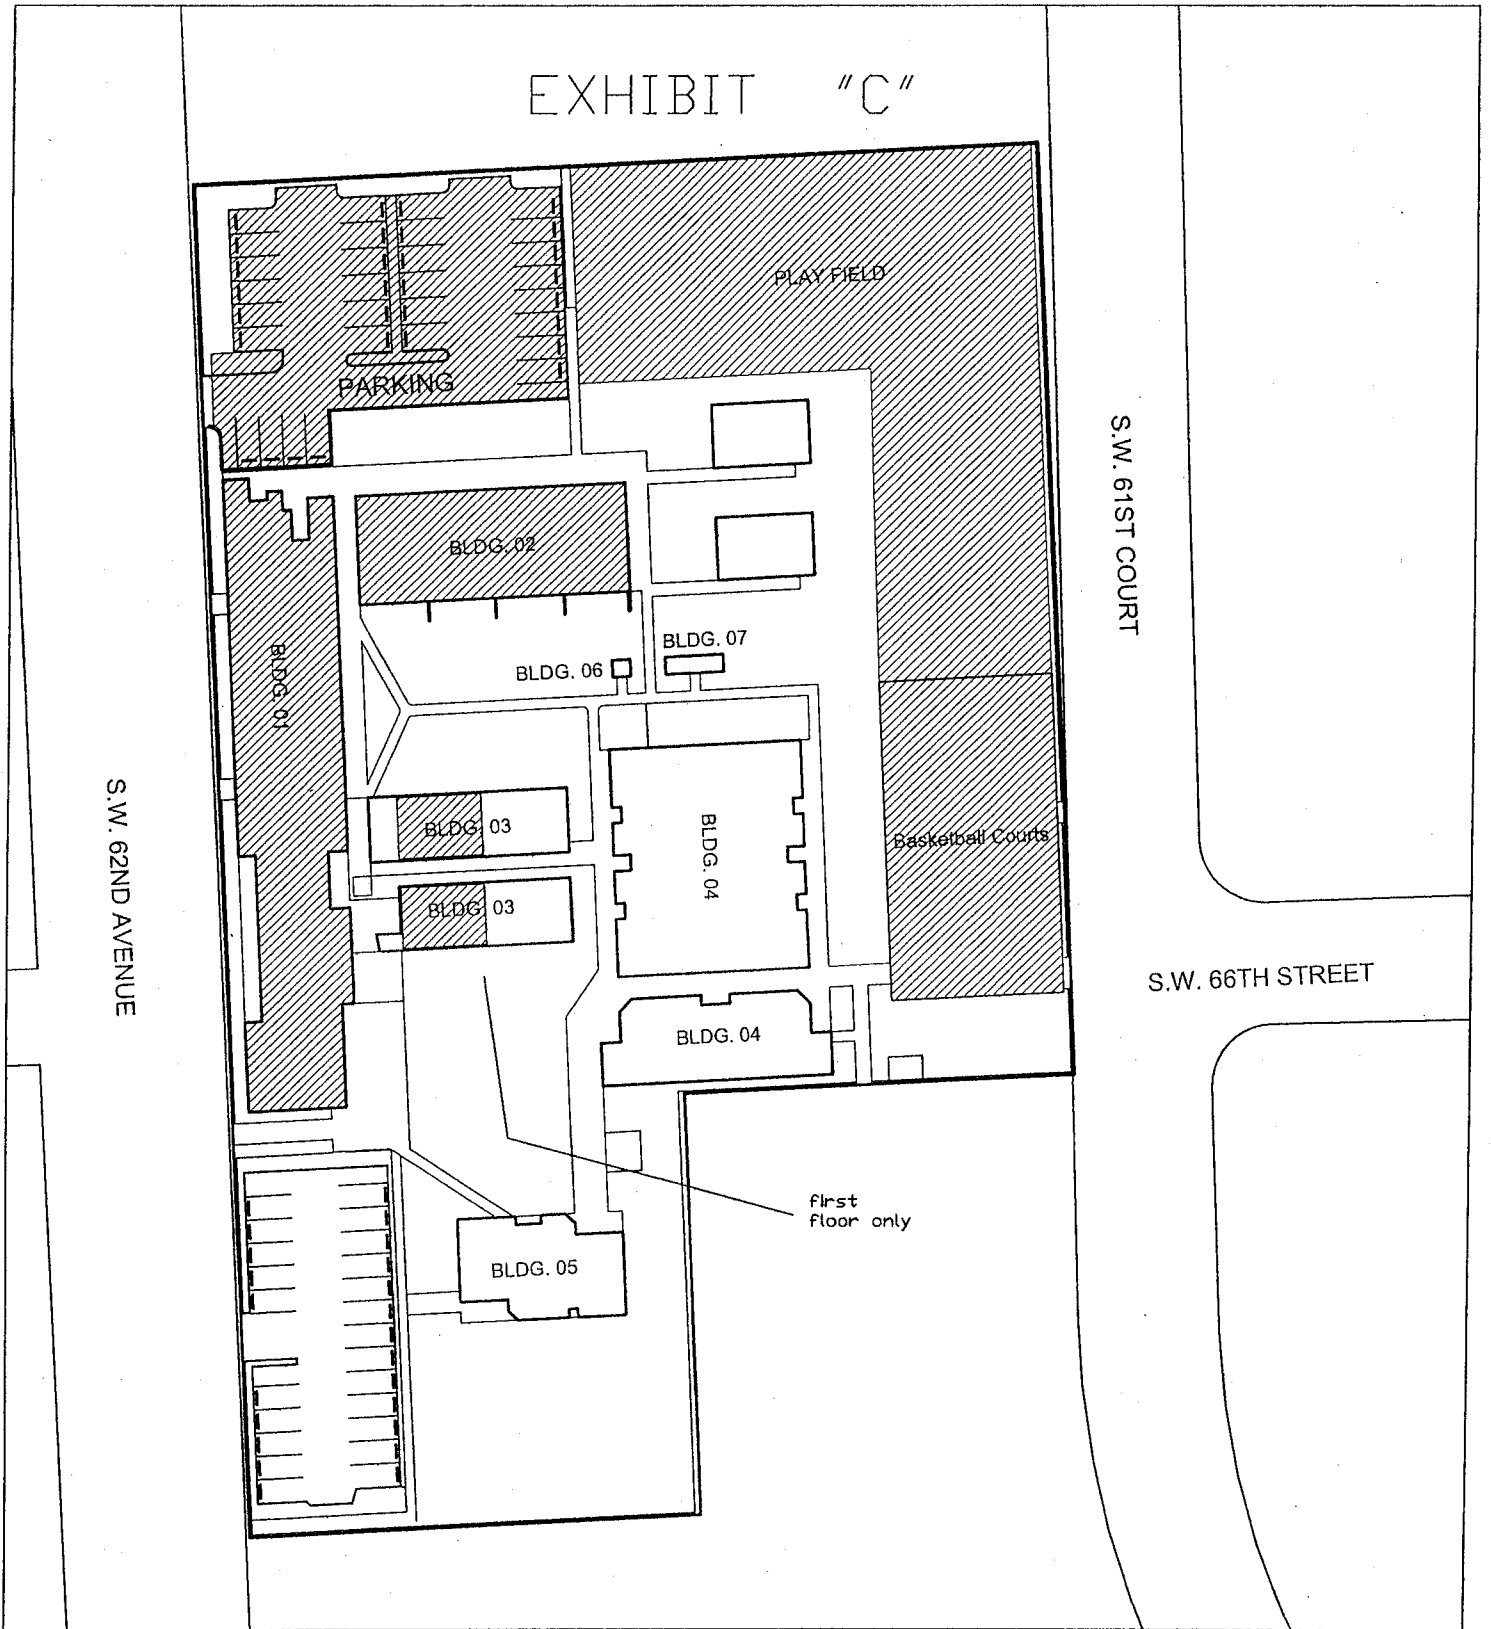 EXHIBIT "C"
PLAY FIELD
PARKING
S.W. 61ST COURT
BLDG. 02
BLDG. 07
BLDG. 06
BLDG. 01
S.W. 62ND AVENUE
BLDG. 03
BLDG. 04
Basketball Courts
BLDG. 03
S.W. 66TH STREET
BLDG. 04
first
floor only
BLDG. 05